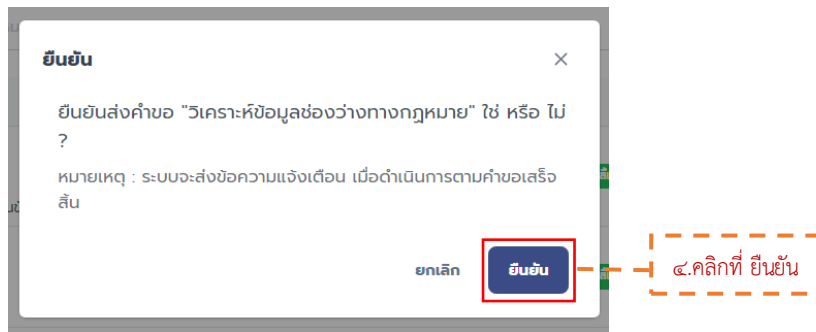 ยืนยัน
ยืนยันส่งคำขอ "วิเคราะห์ข้อมูลช่องว่างทางกฎหมาย" ใช่ หรือ ไม่
?
หมายเหตุ : ระบบจะส่งข้อความแจ้งเตือน เมื่อดำเนินการตามคำขอเสร็จ
สิ้น
ยกเลิก ยืนยัน ๔.คลิกที่ ยืนยัน